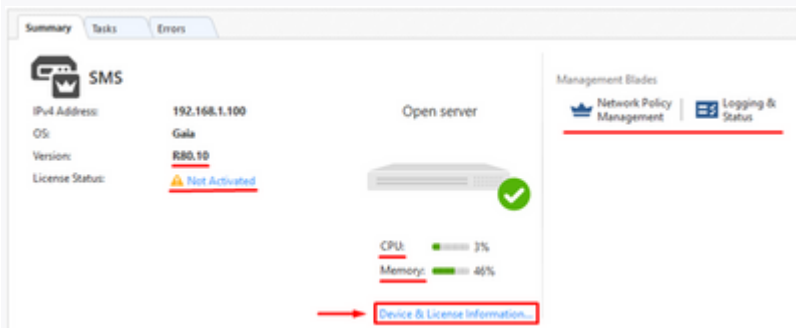 Summary Tasks Errors
SMS
IPv4 Address: 192.168.1.100
OS: Gaia
Version: R80.10
License Status: Not Activated
Open server
CPU: 3%
Memory: 46%
Device & License Information...
Management Blades
Network Policy Management
Logging & Status